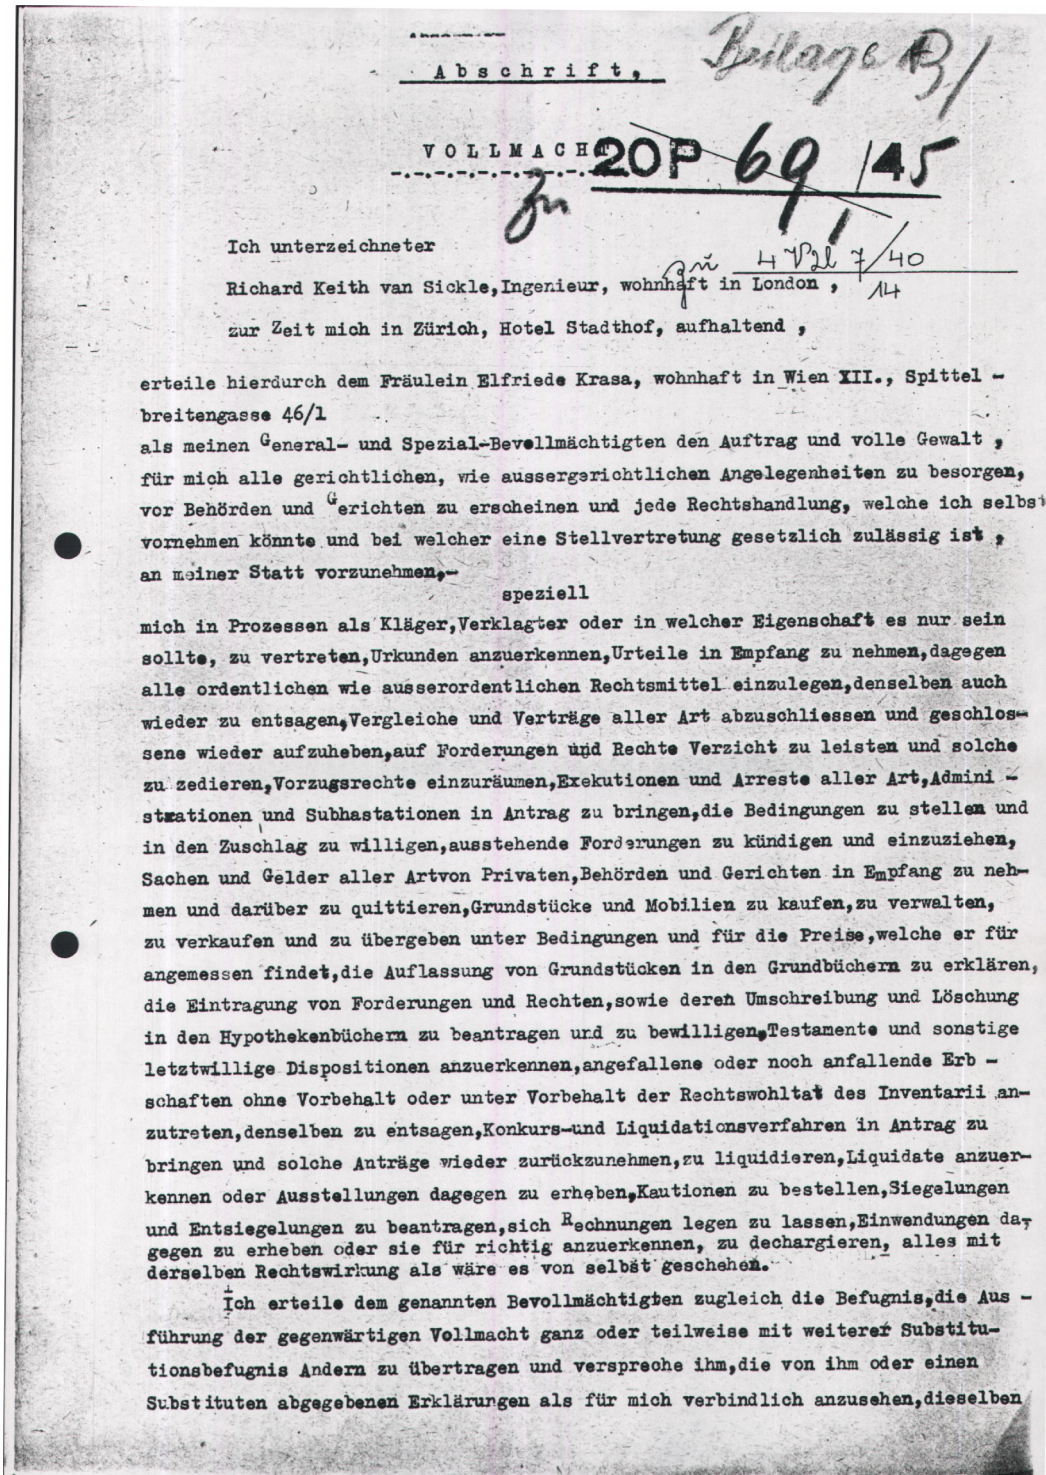 Beilage
Abschrift,
VOLLMACHT 20P 69/45
zu
Ich unterzeichneter
zu 4 Vzl 7/40
14
Richard Keith van Sickle,Ingenieur, wohnhaft in London ,
zur Zeit mich in Zürich, Hotel Stadthof, aufhaltend ,
erteile hierdurch dem Fräulein Elfriede Krasa, wohnhaft in Wien XII., Spittel -
breitengasse 46/1
als meinen General- und Spezial-Bevollmächtigten den Auftrag und volle Gewalt ,
für mich alle gerichtlichen, wie aussergerichtlichen Angelegenheiten zu besorgen,
vor Behörden und Gerichten zu erscheinen und jede Rechtshandlung, welche ich selbst
vornehmen könnte und bei welcher eine Stellvertretung gesetzlich zulässig ist ,
an meiner Statt vorzunehmen,-
speziell
mich in Prozessen als Kläger,Verklagter oder in welcher Eigenschaft es nur sein
sollte, zu vertreten,Urkunden anzuerkennen,Urteile in Empfang zu nehmen,dagegen
alle ordentlichen wie ausserordentlichen Rechtsmittel einzulegen,denselben auch
wieder zu entsagen,Vergleiche und Verträge aller Art abzuschliessen und geschlos-
sene wieder aufzuheben,auf Forderungen und Rechte Verzicht zu leisten und solche
zu zedieren,Vorzugsrechte einzuräumen,Exekutionen und Arreste aller Art,Admini -
strationen und Subhastationen in Antrag zu bringen,die Bedingungen zu stellen und
in den Zuschlag zu willigen,ausstehende Forderungen zu kündigen und einzuziehen,
Sachen und Gelder aller Artvon Privaten,Behörden und Gerichten in Empfang zu neh-
men und darüber zu quittieren,Grundstücke und Mobilien zu kaufen,zu verwalten,
zu verkaufen und zu übergeben unter Bedingungen und für die Preise,welche er für
angemessen findet,die Auflassung von Grundstücken in den Grundbüchern zu erklären,
die Eintragung von Forderungen und Rechten,sowie deren Umschreibung und Löschung
in den Hypothekenbüchern zu beantragen und zu bewilligen,Testamente und sonstige
letztwillige Dispositionen anzuerkennen,angefallene oder noch anfallende Erb -
schaften ohne Vorbehalt oder unter Vorbehalt der Rechtswohltat des Inventarii an-
zutreten,denselben zu entsagen,Konkurs-und Liquidationsverfahren in Antrag zu
bringen und solche Anträge wieder zurückzunehmen,zu liquidieren,Liquidate anzuer-
kennen oder Ausstellungen dagegen zu erheben,Kautionen zu bestellen,Siegelungen
und Entsiegelungen zu beantragen,sich Rechnungen legen zu lassen,Einwendungen da-
gegen zu erheben oder sie für richtig anzuerkennen, zu dechargieren, alles mit
derselben Rechtswirkung als wäre es von selbst geschehen.
Ich erteile dem genannten Bevollmächtigten zugleich die Befugnis,die Aus -
führung der gegenwärtigen Vollmacht ganz oder teilweise mit weiterer Substitu-
tionsbefugnis Andern zu übertragen und verspreche ihm,die von ihm oder einen
Substituten abgegebenen Erklärungen als für mich verbindlich anzusehen,dieselben